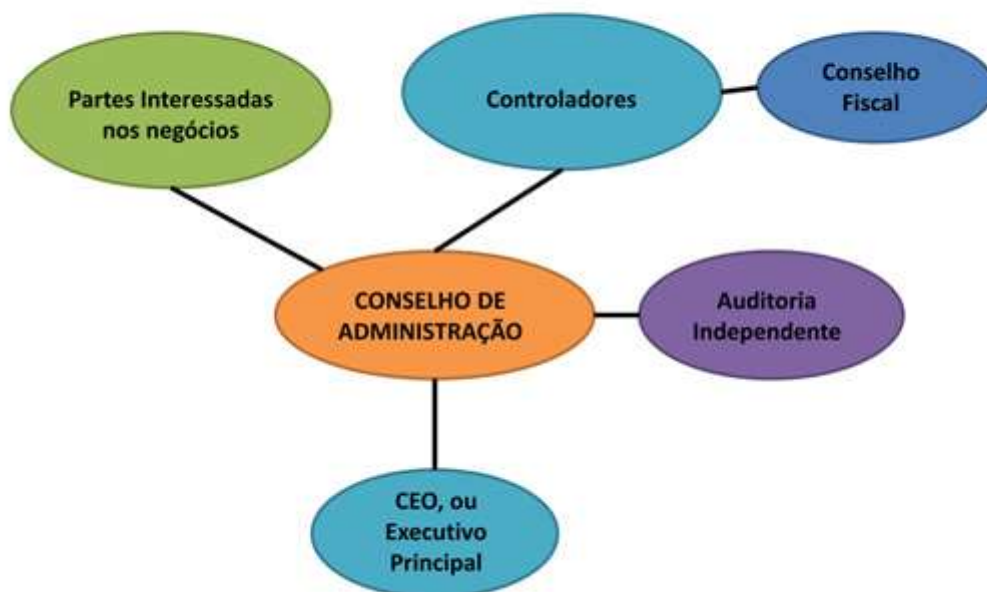 Partes Interessadas
nos negócios
Controladores
Conselho
Fiscal
CONSELHO DE
ADMINISTRAÇÃO
Auditoria
Independente
CEO, ou
Executivo
Principal